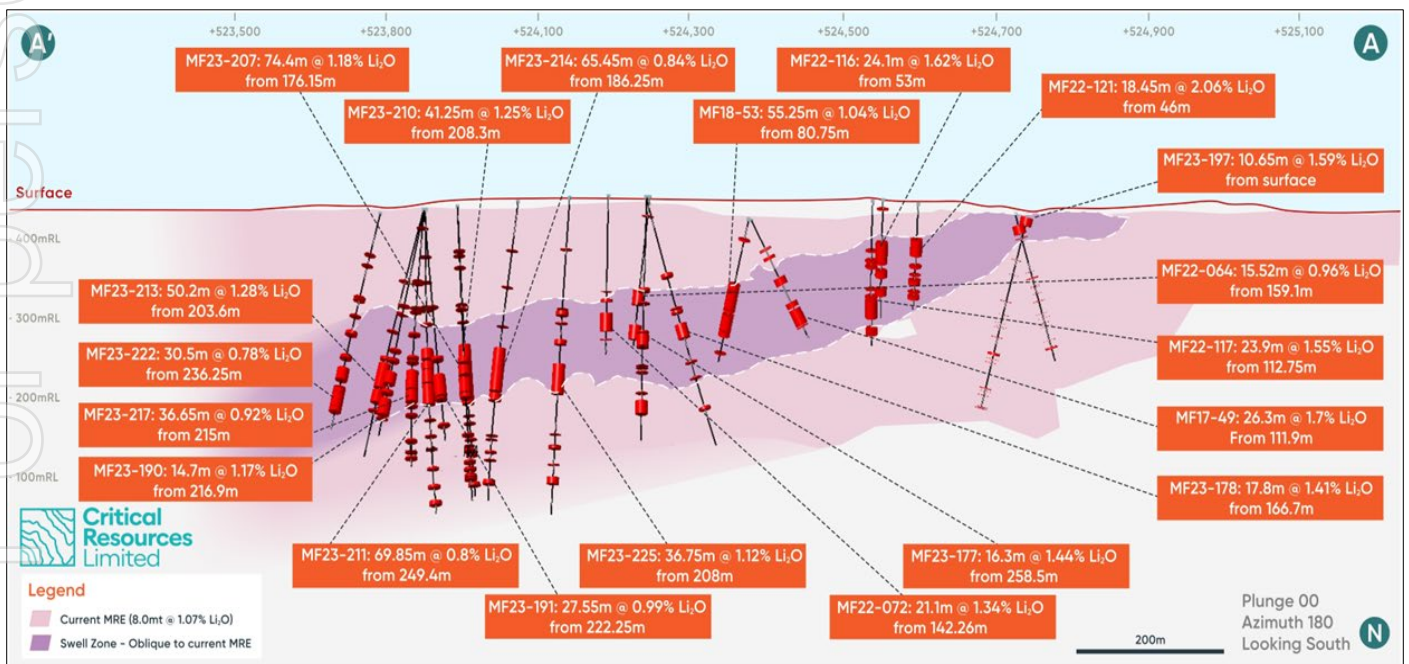 +523,500
+523,800
+524,100
+524,300
+524,500
+524,700
+524,900
+525,100
A'
A
MF23-207: 74.4m @ 1.18% Li₂O
from 176.15m
MF23-214: 65.45m @ 0.84% Li₂O
from 186.25m
MF22-116: 24.1m @ 1.62% Li₂O
from 53m
MF22-121: 18.45m @ 2.06% Li₂O
from 46m
MF23-210: 41.25m @ 1.25% Li₂O
from 208.3m
MF18-53: 55.25m @ 1.04% Li₂O
from 80.75m
MF23-197: 10.65m @ 1.59% Li₂O
from surface
Surface
400mRL
MF22-064: 15.52m @ 0.96% Li₂O
from 159.1m
MF23-213: 50.2m @ 1.28% Li₂O
from 203.6m
300mRL
MF22-117: 23.9m @ 1.55% Li₂O
from 112.75m
MF23-222: 30.5m @ 0.78% Li₂O
from 236.25m
200mRL
MF23-217: 36.65m @ 0.92% Li₂O
from 215m
MF17-49: 26.3m @ 1.7% Li₂O
From 111.9m
MF23-190: 14.7m @ 1.17% Li₂O
from 216.9m
100mRL
MF23-178: 17.8m @ 1.41% Li₂O
from 166.7m
Critical
Resources
Limited
MF23-211: 69.85m @ 0.8% Li₂O
from 249.4m
MF23-225: 36.75m @ 1.12% Li₂O
from 208m
MF23-177: 16.3m @ 1.44% Li₂O
from 258.5m
MF23-191: 27.55m @ 0.99% Li₂O
from 222.25m
MF22-072: 21.1m @ 1.34% Li₂O
from 142.26m
Legend
Current MRE (8.0mt @ 1.07% Li₂O)
Swell Zone - Oblique to current MRE
200m
Plunge 00
Azimuth 180
Looking South
N